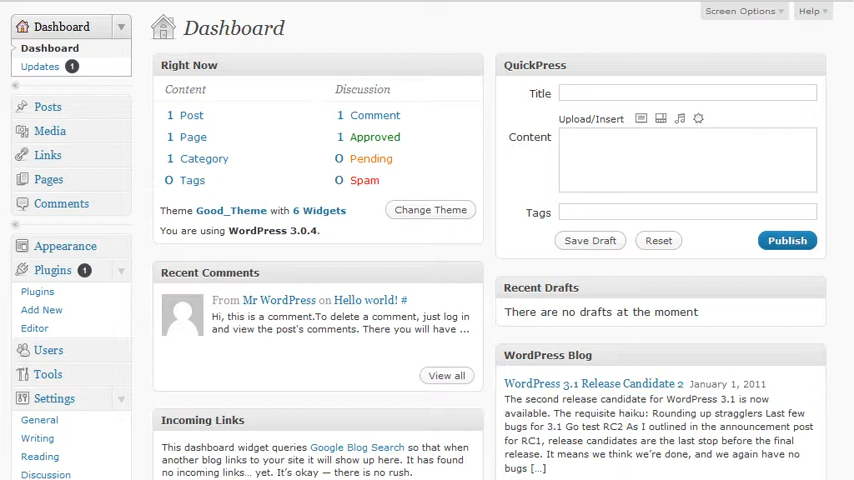 Screen Options
Help
Dashboard
Dashboard
Updates 1
Posts
Media
Links
Pages
Comments
Appearance
Plugins 1
Plugins
Add New
Editor
Users
Tools
Settings
General
Writing
Reading
Discussion
Dashboard
Right Now
Content
Discussion
1 Post
1 Comment
1 Page
1 Approved
1 Category
0 Pending
0 Tags
0 Spam
Theme Good_Theme with 6 Widgets
Change Theme
You are using WordPress 3.0.4.
Recent Comments
From Mr WordPress on Hello world! #
Hi, this is a comment.To delete a comment, just log in
and view the post's comments. There you will have ...
View all
Incoming Links
This dashboard widget queries Google Blog Search so that when
another blog links to your site it will show up here. It has found
no incoming links... yet. It's okay — there is no rush.
QuickPress
Title
Upload/Insert
Content
Tags
Save Draft
Reset
Publish
Recent Drafts
There are no drafts at the moment
WordPress Blog
WordPress 3.1 Release Candidate 2 January 1, 2011
The second release candidate for WordPress 3.1 is now
available. The requisite haiku: Rounding up stragglers Last few
bugs for 3.1 Go test RC2 As I outlined in the announcement post
for RC1, release candidates are the last stop before the final
release. It means we think we're done, and we again have no
bugs [...]